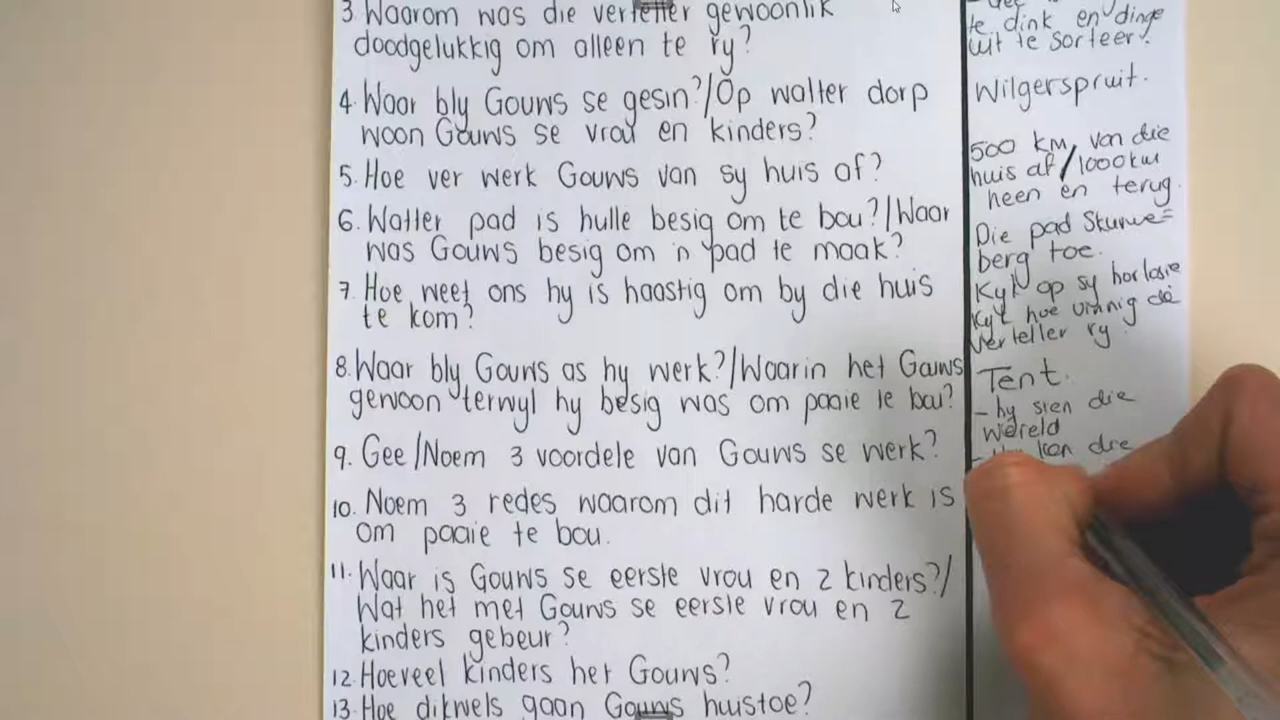 3. Waarom was die verteller gewoonlik
doodgelukkig om alleen te ry?
4. Waar bly Gouws se gesin?/Op watter dorp
woon Gouws se vrou en kinders?
5. Hoe ver werk Gouws van sy huis af?
6. Watter pad is hulle besig om te bou?/Waar
was Gouws besig om 'n pad te maak?
7. Hoe weet ons hy is haastig om by die huis
te kom?
8. Waar bly Gouws as hy werk?/Waarin het Gouws
gewoon terwyl hy besig was om paaie te bou?
9. Gee/Noem 3 voordele van Gouws se werk?
10. Noem 3 redes waarom dit harde werk is
om paaie te bou.
11. Waar is Gouws se eerste vrou en 2 kinders?/
Wat het met Gouws se eerste vrou en 2
kinders gebeur?
12. Hoeveel kinders het Gouws?
13. Hoe dikwels gaan Gouws huistoe?
te dink en dinge
uit te sorteer.
Wilgerspruit.
500 km van die
huis af/1000km
heen en terug.
Die pad Skurwe=
berg toe.
Kyk op sy horlosie
Kyk hoe vinnig die
verteller ry.
Tent.
- hy sien die
wêreld
kan die